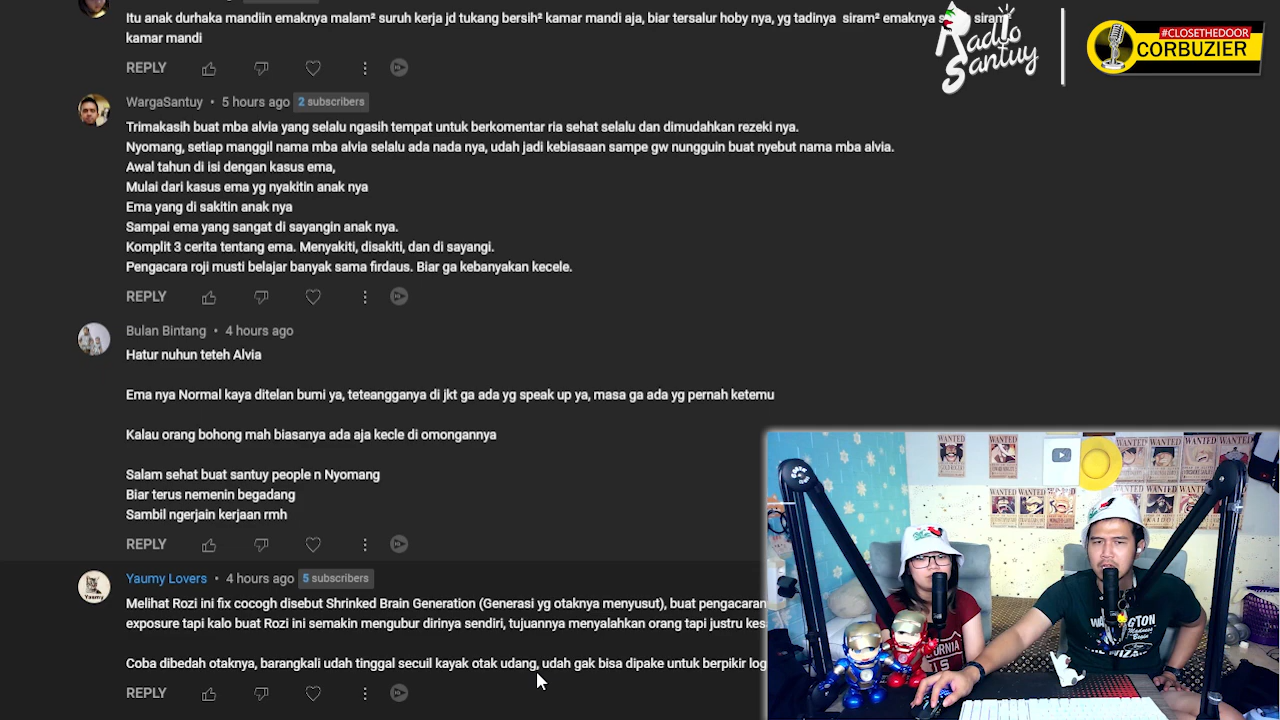 Itu anak durhaka mandiin emaknya malam² suruh kerja jd tukang bersih² kamar mandi aja, biar tersalur hoby nya, yg tadinya siram² emaknya
kamar mandi
REPLY
Radio Santuy
#CLOSETHEDOOR
CORBUZIER
WargaSantuy • 5 hours ago 2 subscribers
Trimakasih buat mba alvia yang selalu ngasih tempat untuk berkomentar ria sehat selalu dan dimudahkan rezeki nya.
Nyomang, setiap manggil nama mba alvia selalu ada nada nya, udah jadi kebiasaan sampe gw nungguin buat nyebut nama mba alvia.
Awal tahun di isi dengan kasus ema,
Mulai dari kasus ema yg nyakitin anak nya
Ema yang di sakitin anak nya
Sampai ema yang sangat di sayangin anak nya.
Komplit 3 cerita tentang ema. Menyakiti, disakiti, dan di sayangi.
Pengacara roji musti belajar banyak sama firdaus. Biar ga kebanyakan kecele.
REPLY
Bulan Bintang • 4 hours ago
Hatur nuhun teteh Alvia
Ema nya Normal kaya ditelan bumi ya, teteangganya di jkt ga ada yg speak up ya, masa ga ada yg pernah ketemu
Kalau orang bohong mah biasanya ada aja kecle di omongannya
Salam sehat buat santuy people n Nyomang
Biar terus nemenin begadang
Sambil ngerjain kerjaan rmh
REPLY
Yaumy Lovers • 4 hours ago 5 subscribers
Melihat Rozi ini fix cocogh disebut Shrinked Brain Generation (Generasi yg otaknya menyusut), buat pengacaran
exposure tapi kalo buat Rozi ini semakin mengubur dirinya sendiri, tujuannya menyalahkan orang tapi justru kes
Coba dibedah otaknya, barangkali udah tinggal secuil kayak otak udang, udah gak bisa dipake untuk berpikir log
REPLY
WANTED
WANTED
WANTED
WANTED
WANTED
WANTED